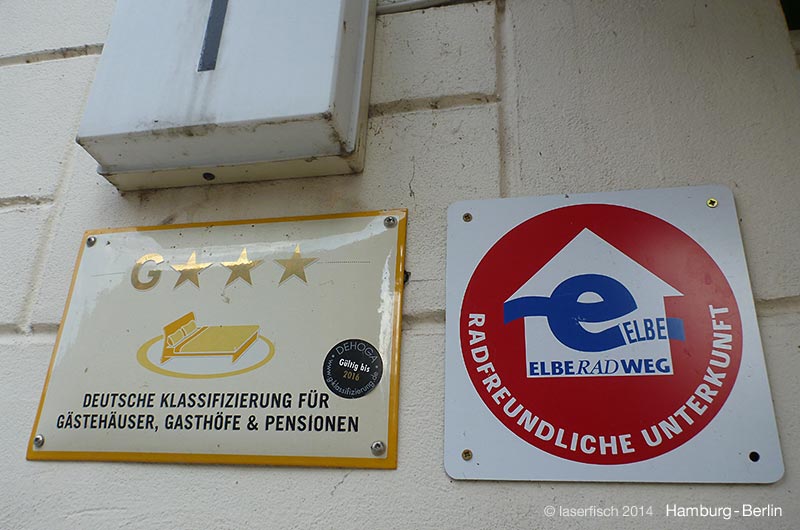 G
DEUTSCHE KLASSIFIZIERUNG FÜR
GÄSTEHÄUSER, GASTHÖFE & PENSIONEN
DEHOGA
Gültig bis
2016
www.g-klassifizierung.de
e ELBE
ELBERADWEG
RADFREUNDLICHE UNTERKUNFT
© laserfisch 2014 Hamburg - Berlin